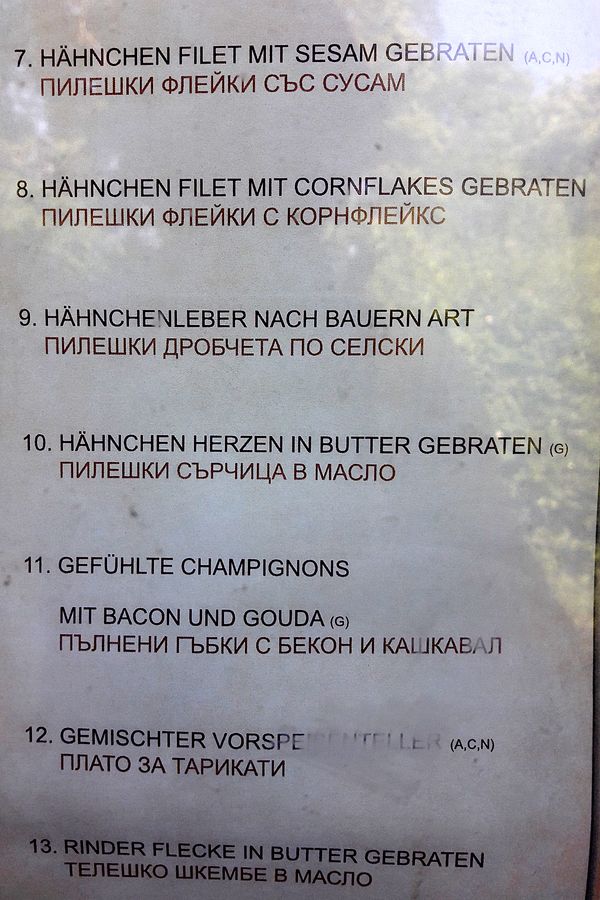 7. HÄHNCHEN FILET MIT SESAM GEBRATEN (A,C,N)
ПИЛЕШКИ ФЛЕЙКИ СЪС СУСАМ
8. HÄHNCHEN FILET MIT CORNFLAKES GEBRATEN
ПИЛЕШКИ ФЛЕЙКИ С КОРНФЛЕЙКС
9. HÄHNCHENLEBER NACH BAUERN ART
ПИЛЕШКИ ДРОБЧЕТА ПО СЕЛСКИ
10. HÄHNCHEN HERZEN IN BUTTER GEBRATEN (G)
ПИЛЕШКИ СЪРЧИЦА В МАСЛО
11. GEFÜHLTE CHAMPIGNONS
MIT BACON UND GOUDA (G)
ПЪЛНЕНИ ГЪБКИ С БЕКОН И КАШКАВАЛ
12. GEMISCHTER VORSPEISENTELLER (A,C,N)
ПЛАТО ЗА ТАРИКАТИ
13. RINDER FLECKE IN BUTTER GEBRATEN
ТЕЛЕШКО ШКЕМБЕ В МАСЛО